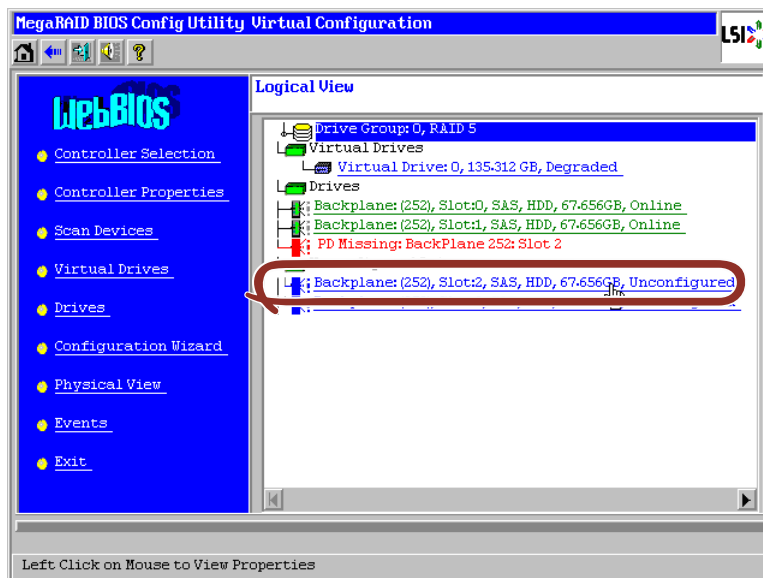 MegaRAID BIOS Config Utility Virtual Configuration
LSI
WebBIOS
Controller Selection
Controller Properties
Scan Devices
Virtual Drives
Drives
Configuration Wizard
Physical View
Events
Exit
Logical View
Drive Group: 0, RAID 5
Virtual Drives
Virtual Drive: 0, 135.312 GB, Degraded
Drives
Backplane: (252), Slot:0, SAS, HDD, 67.656GB, Online
Backplane: (252), Slot:1, SAS, HDD, 67.656GB, Online
PD Missing: BackPlane 252: Slot 2
Backplane: (252), Slot:2, SAS, HDD, 67.656GB, Unconfigured
Left Click on Mouse to View Properties